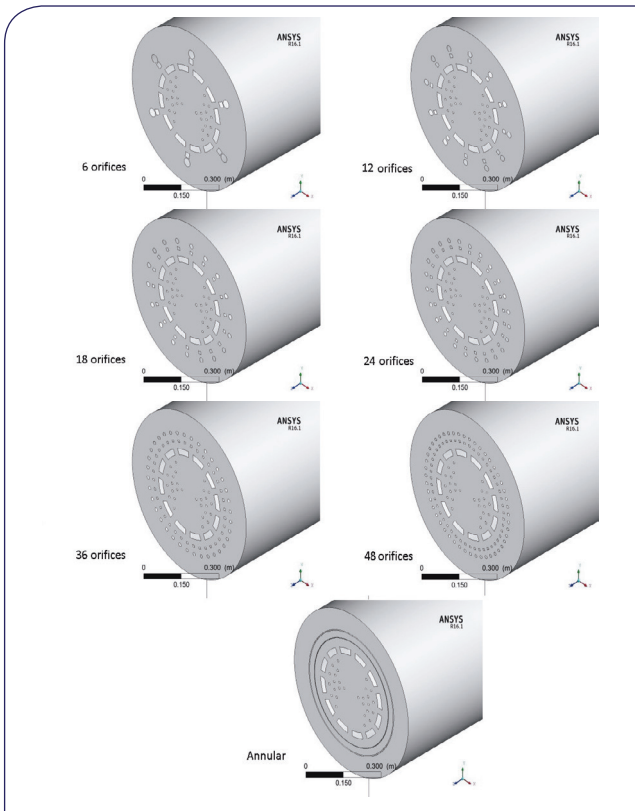 ANSYS
R16.1
6 orifices
0 0.300 (m)
0.150
ANSYS
R16.1
12 orifices
0 0.300 (m)
0.150
ANSYS
R16.1
18 orifices
0 0.300 (m)
0.150
ANSYS
R16.1
24 orifices
0 0.300 (m)
0.150
ANSYS
R16.1
36 orifices
0 0.300 (m)
0.150
ANSYS
R16.1
48 orifices
0 0.300 (m)
0.150
ANSYS
R16.1
Annular
0 0.300 (m)
0.150